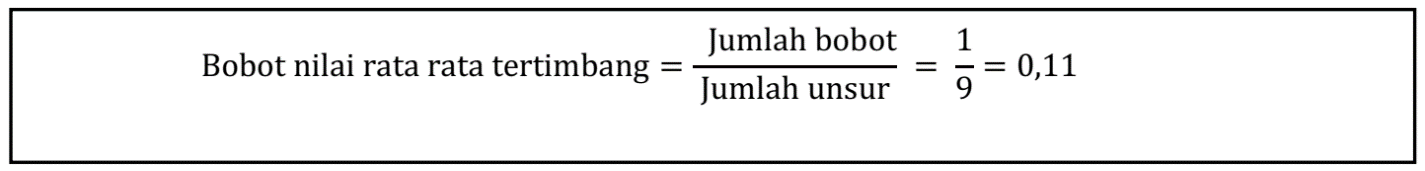 Bobot nilai rata rata tertimbang = Jumlah bobot / Jumlah unsur = 1 / 9 = 0,11